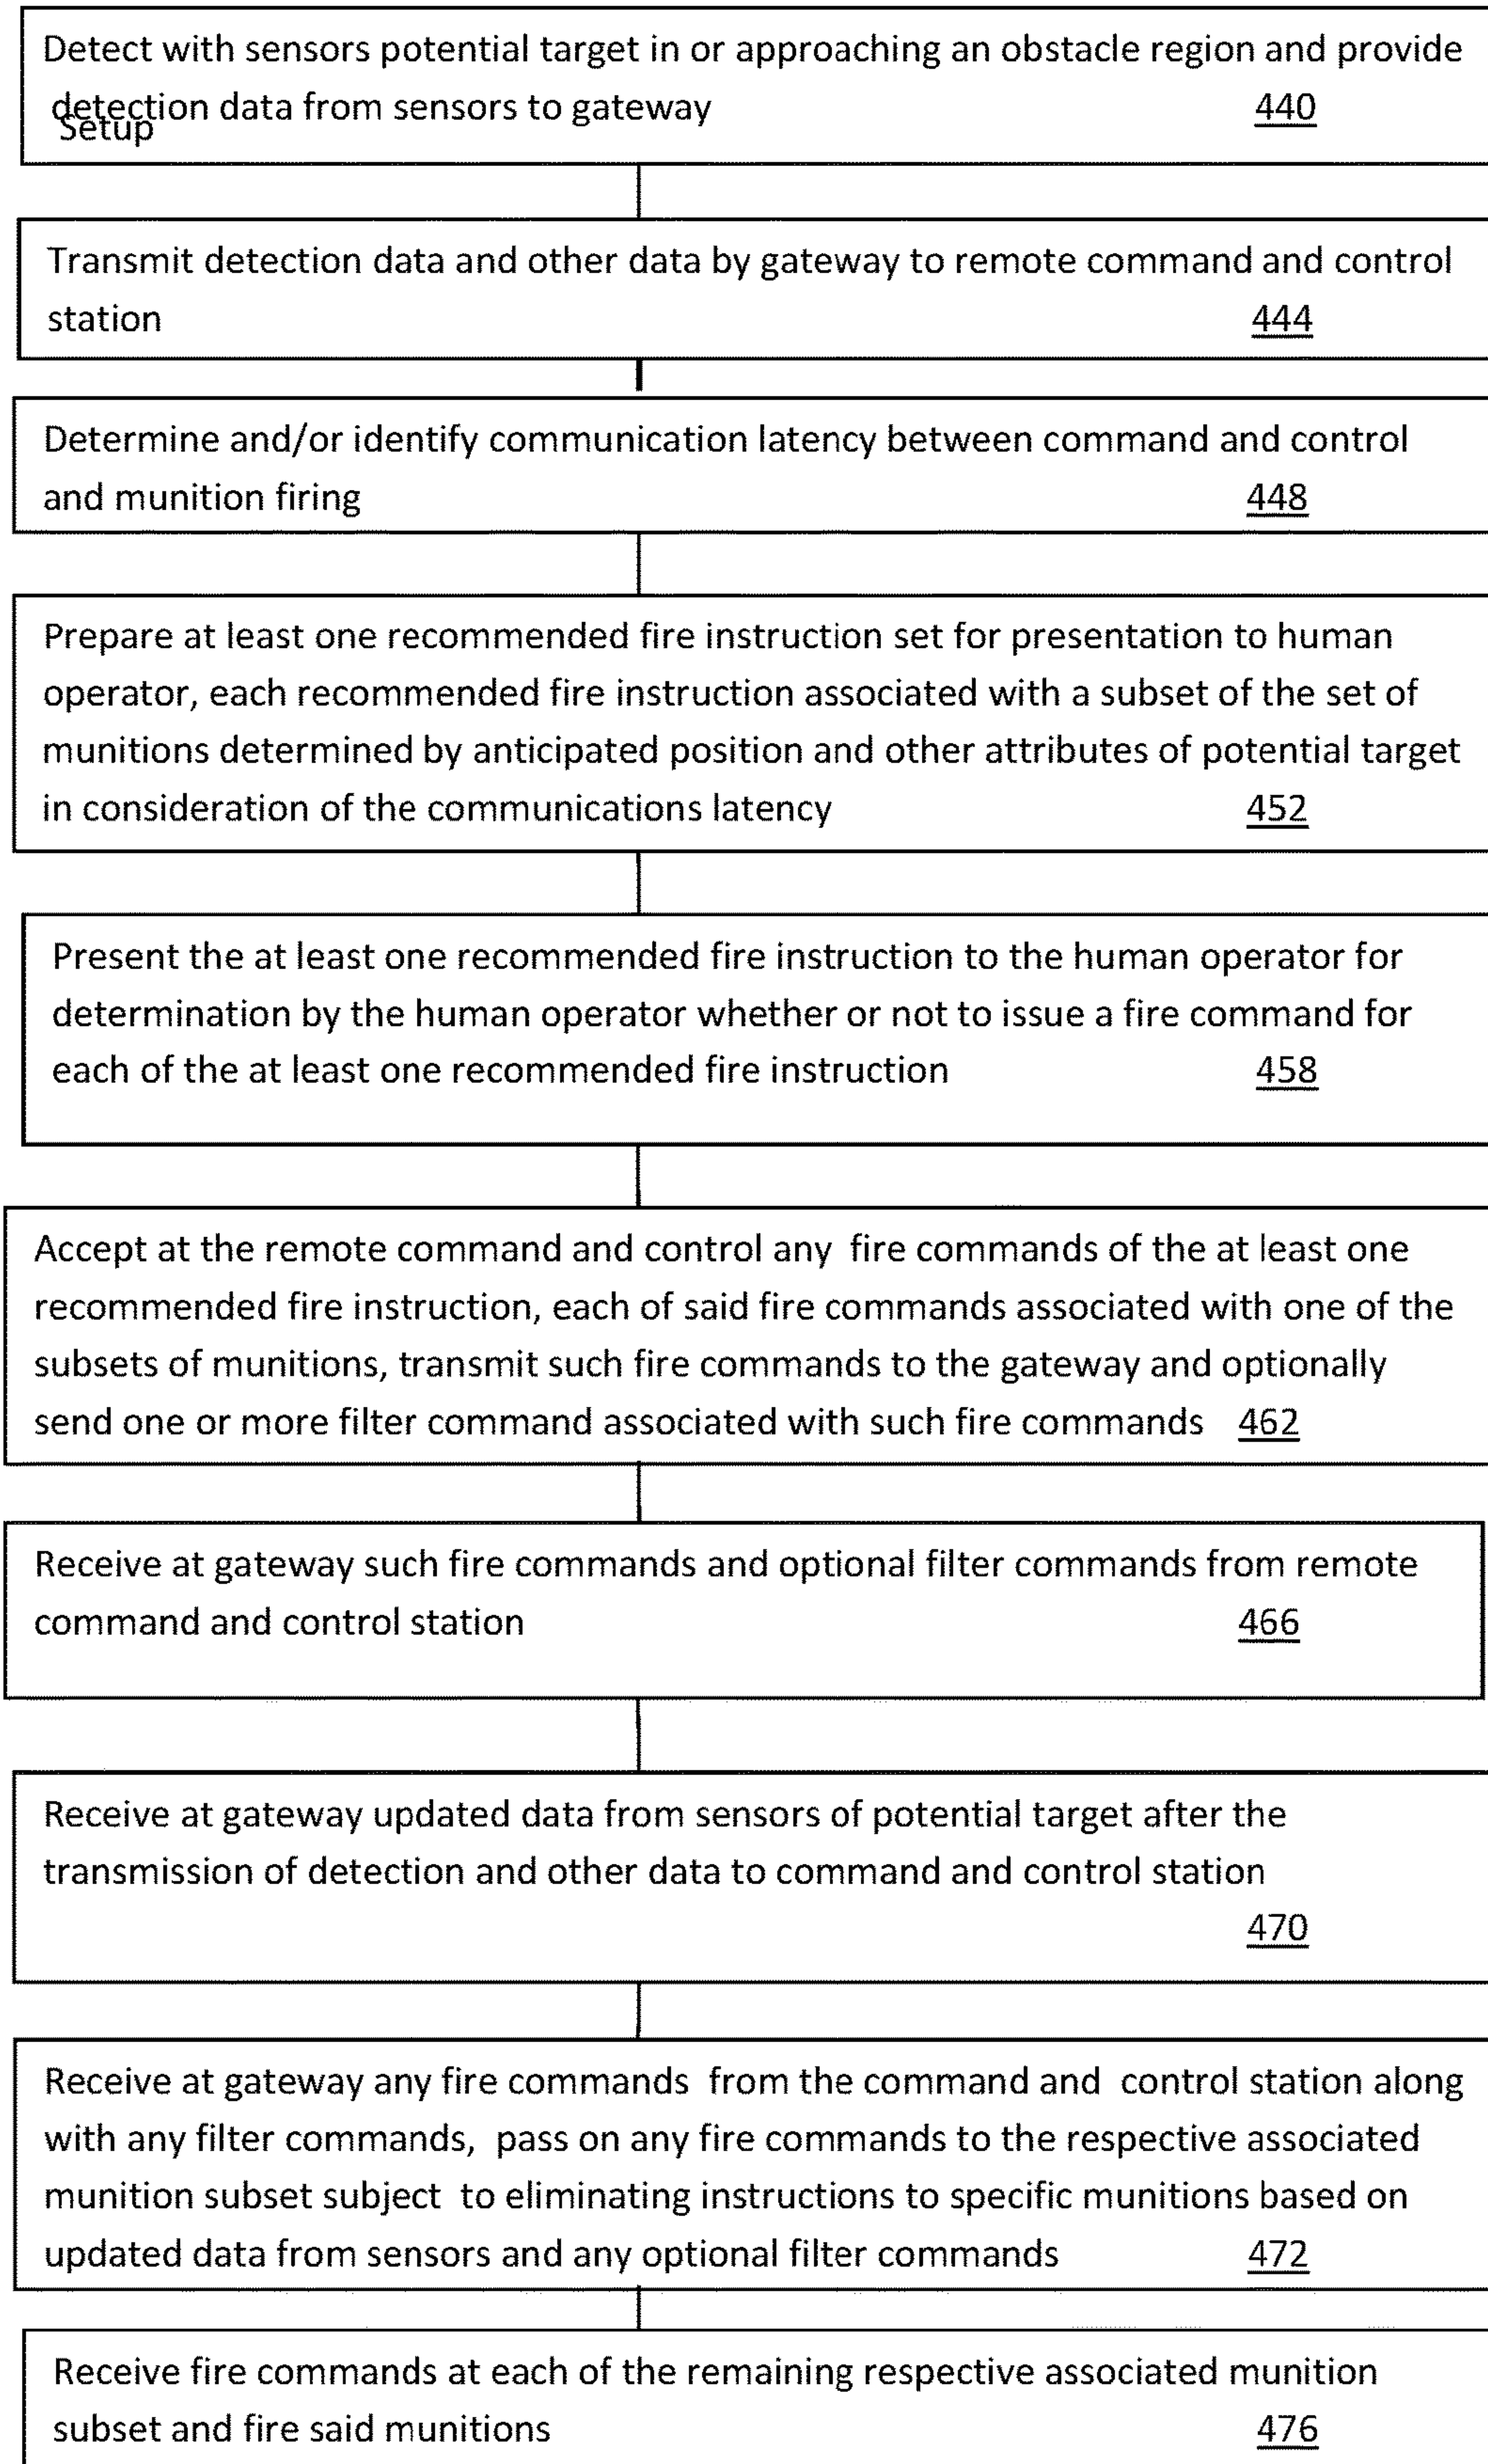 Detect with sensors potential target in or approaching an obstacle region and provide
detection data from sensors to gateway 440
Setup
Transmit detection data and other data by gateway to remote command and control
station 444
Determine and/or identify communication latency between command and control
and munition firing 448
Prepare at least one recommended fire instruction set for presentation to human
operator, each recommended fire instruction associated with a subset of the set of
munitions determined by anticipated position and other attributes of potential target
in consideration of the communications latency 452
Present the at least one recommended fire instruction to the human operator for
determination by the human operator whether or not to issue a fire command for
each of the at least one recommended fire instruction 458
Accept at the remote command and control any fire commands of the at least one
recommended fire instruction, each of said fire commands associated with one of the
subsets of munitions, transmit such fire commands to the gateway and optionally
send one or more filter command associated with such fire commands 462
Receive at gateway such fire commands and optional filter commands from remote
command and control station 466
Receive at gateway updated data from sensors of potential target after the
transmission of detection and other data to command and control station
470
Receive at gateway any fire commands from the command and control station along
with any filter commands, pass on any fire commands to the respective associated
munition subset subject to eliminating instructions to specific munitions based on
updated data from sensors and any optional filter commands 472
Receive fire commands at each of the remaining respective associated munition
subset and fire said munitions 476